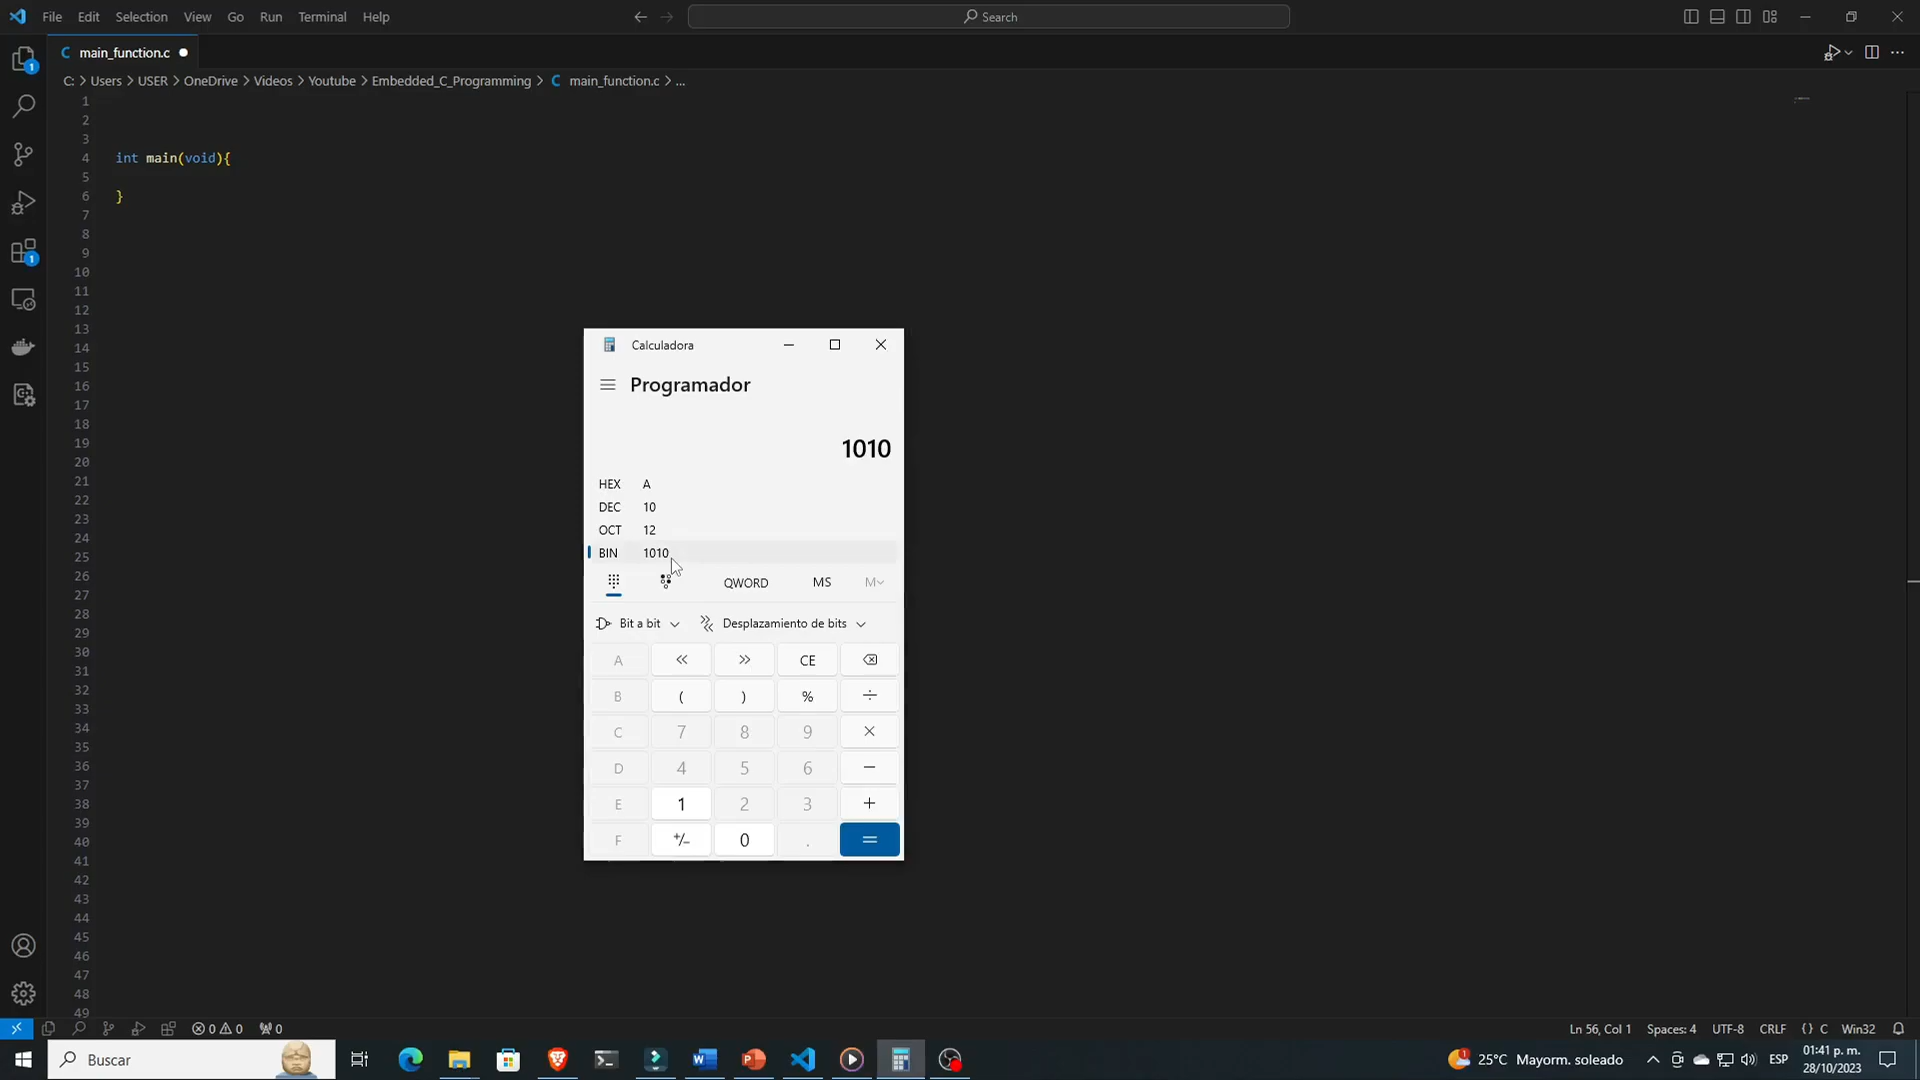 File Edit Selection View Go Run Terminal Help Search
main_function.c
C: > Users > USER > OneDrive > Videos > Youtube > Embedded_C_Programming > C main_function.c > ...
1
2
3
4 int main(void){
5
6 }
7
8
9
10
11
12
13
14
15
16
17
18
19
20
21
22
23
24
25
26
27
28
29
30
31
32
33
34
35
36
37
38
39
40
41
42
43
44
45
46
47
48
49
Calculadora
Programador
1010
HEX A
DEC 10
OCT 12
BIN 1010
QWORD MS M
Bit a bit Desplazamiento de bits
A « » CE
B ( ) % ÷
C 7 8 9 ×
D 4 5 6 −
E 1 2 3 +
F +/− 0 . =
0 0 0 Ln 56, Col 1 Spaces: 4 UTF-8 CRLF {} C Win32
Buscar 25°C Mayorm. soleado ESP 01:41 p. m.
28/10/2023